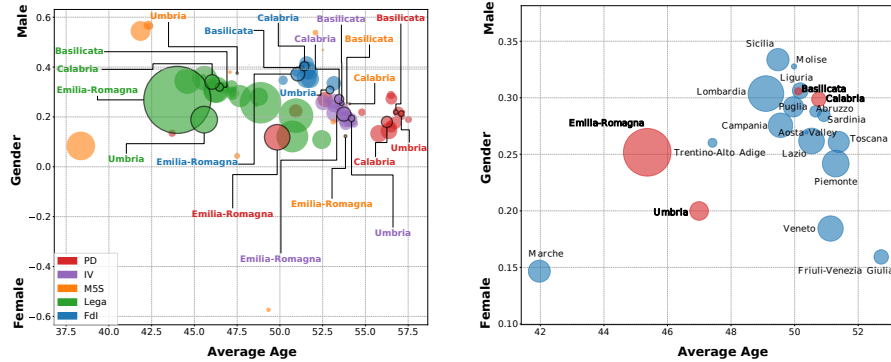 Male
Gender
Female
0.6
0.4
0.2
0.0
−0.2
−0.4
−0.6
Umbria
Basilicata
Calabria
Emilia-Romagna
Umbria
Calabria
Basilicata
Umbria
Emilia-Romagna
Emilia-Romagna
Basilicata
Calabria
Basilicata
Basilicata
Calabria
Calabria
Umbria
Emilia-Romagna
Umbria
Emilia-Romagna
PD
IV
M5S
Lega
FdI
37.5
40.0
42.5
45.0
47.5
50.0
52.5
55.0
57.5
Average Age
Male
Gender
Female
0.35
0.30
0.25
0.20
0.15
0.10
Sicilia
Molise
Liguria
Basilicata
Lombardia
Calabria
Puglia
Abruzzo
Sardinia
Campania
Aosta Valley
Toscana
Emilia-Romagna
Trentino-Alto Adige
Lazio
Piemonte
Umbria
Veneto
Marche
Friuli-Venezia Giulia
42
44
46
48
50
52
Average Age